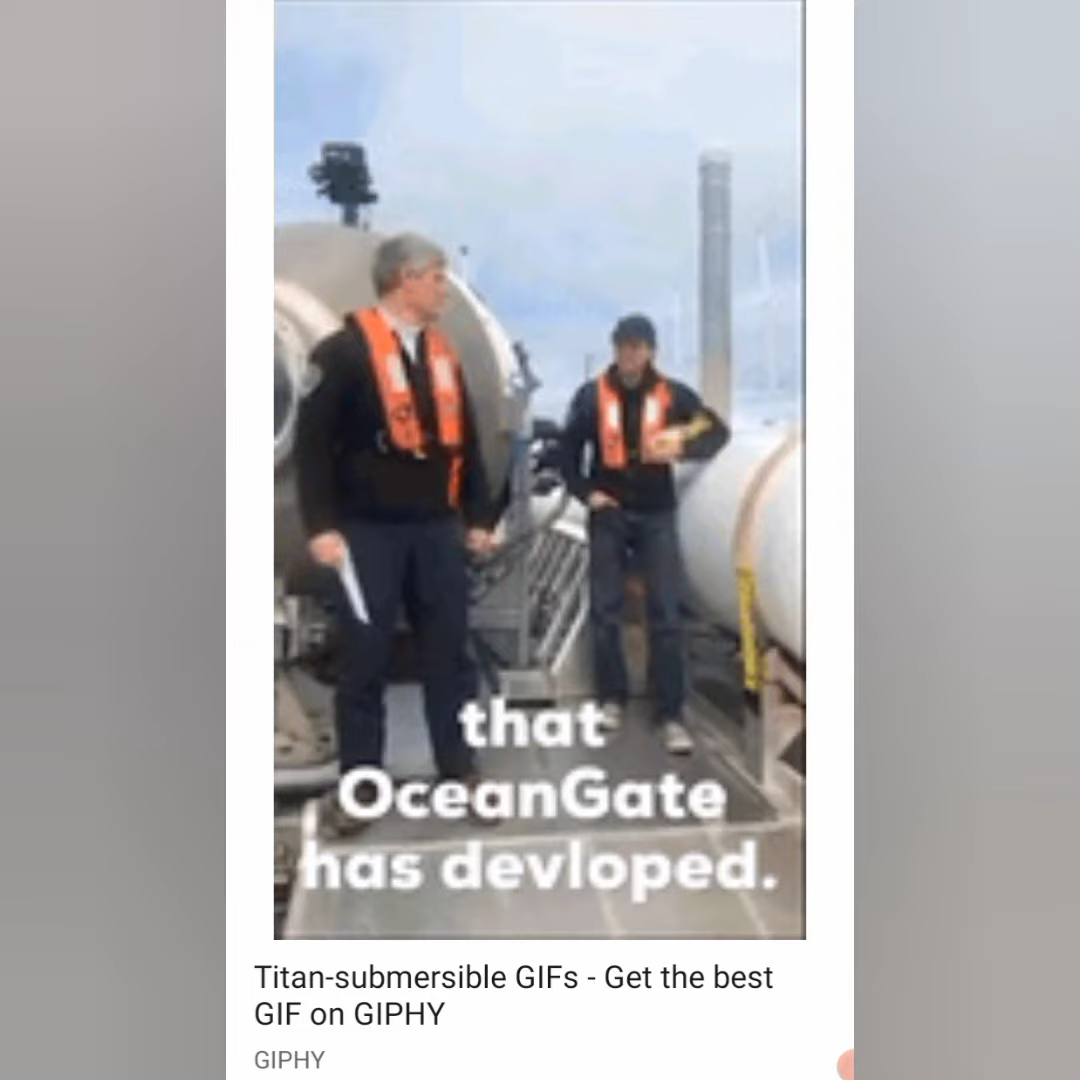 that
OceanGate
has devloped.
Titan-submersible GIFs - Get the best
GIF on GIPHY
GIPHY